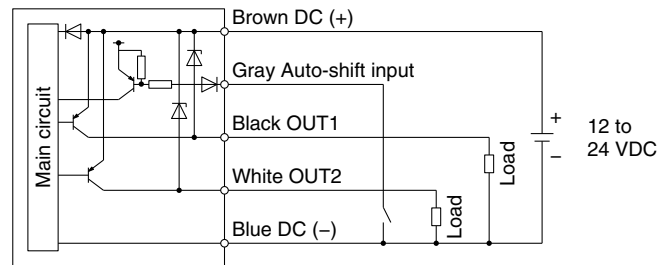 Brown DC (+)
Gray Auto-shift input
Main circuit
Black OUT1
+
12 to
24 VDC
−
Load
White OUT2
Load
Blue DC (−)